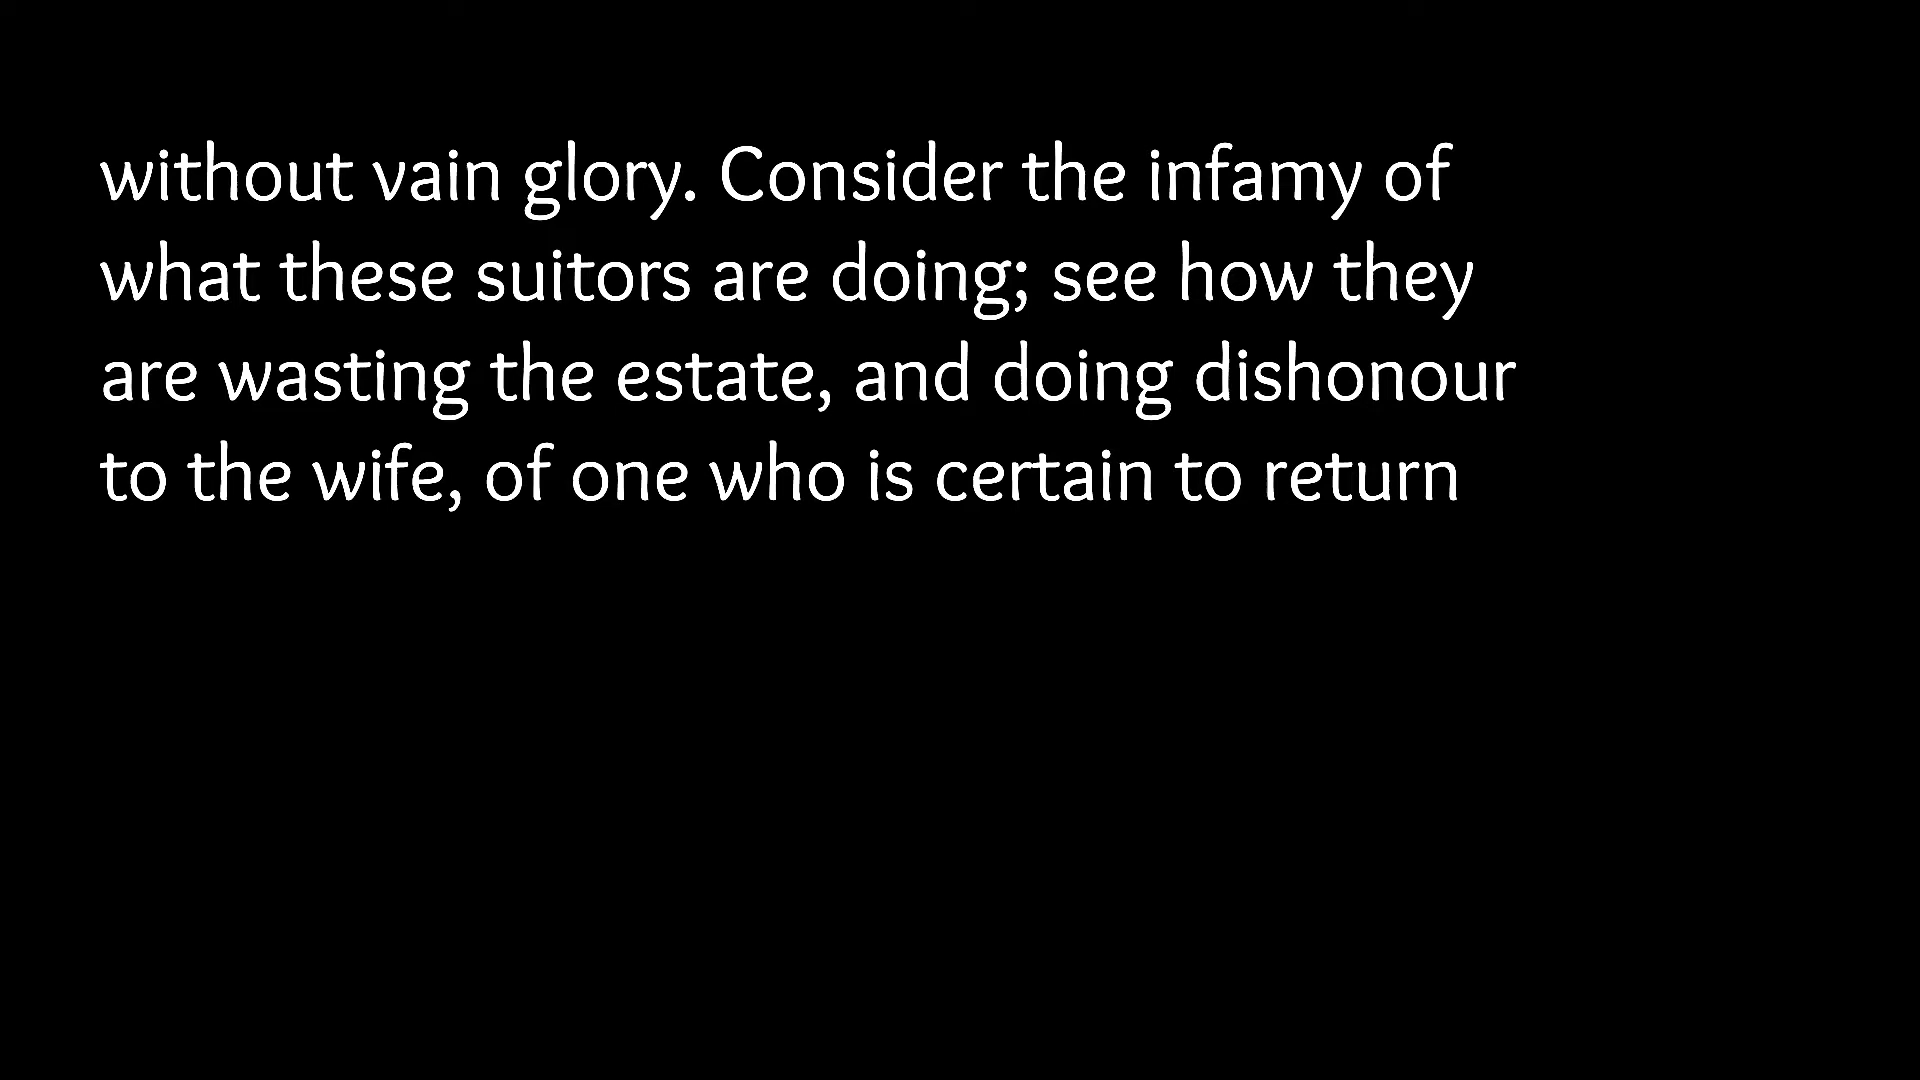 without vain glory. Consider the infamy of
what these suitors are doing; see how they
are wasting the estate, and doing dishonour
to the wife, of one who is certain to return